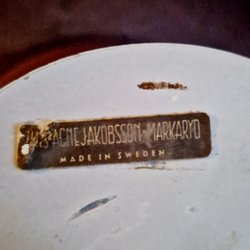 AGNE JAKOBSSON, MARKARYD
MADE IN SWEDEN